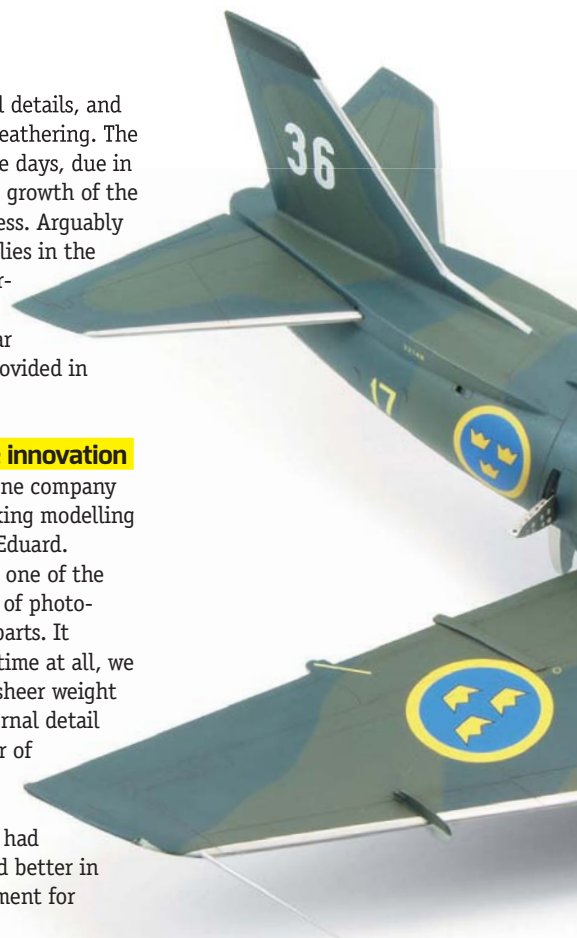 l details, and
eathering. The
e days, due in
growth of the
ess. Arguably
lies in the
r-
ar
ovided in
innovation
ne company
king modelling
Eduard.
one of the
of photo-
parts. It
time at all, we
sheer weight
rnal detail
r of
had
d better in
ment for
36
17